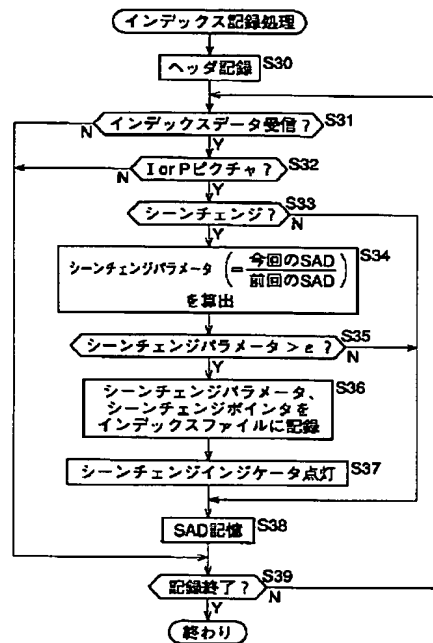 インデックス記録処理
ヘッダ記録 S30
インデックスデータ受信? S31
N
Y
IorPピクチャ? S32
N
Y
シーンチェンジ? S33
N
Y
シーンチェンジパラメータ(=今回のSAD/前回のSAD) S34
を算出
シーンチェンジパラメータ>e? S35
N
Y
シーンチェンジパラメータ、 S36
シーンチェンジポインタを
インデックスファイルに記録
シーンチェンジインジケータ点灯 S37
SAD記憶 S38
記録終了? S39
N
Y
終わり